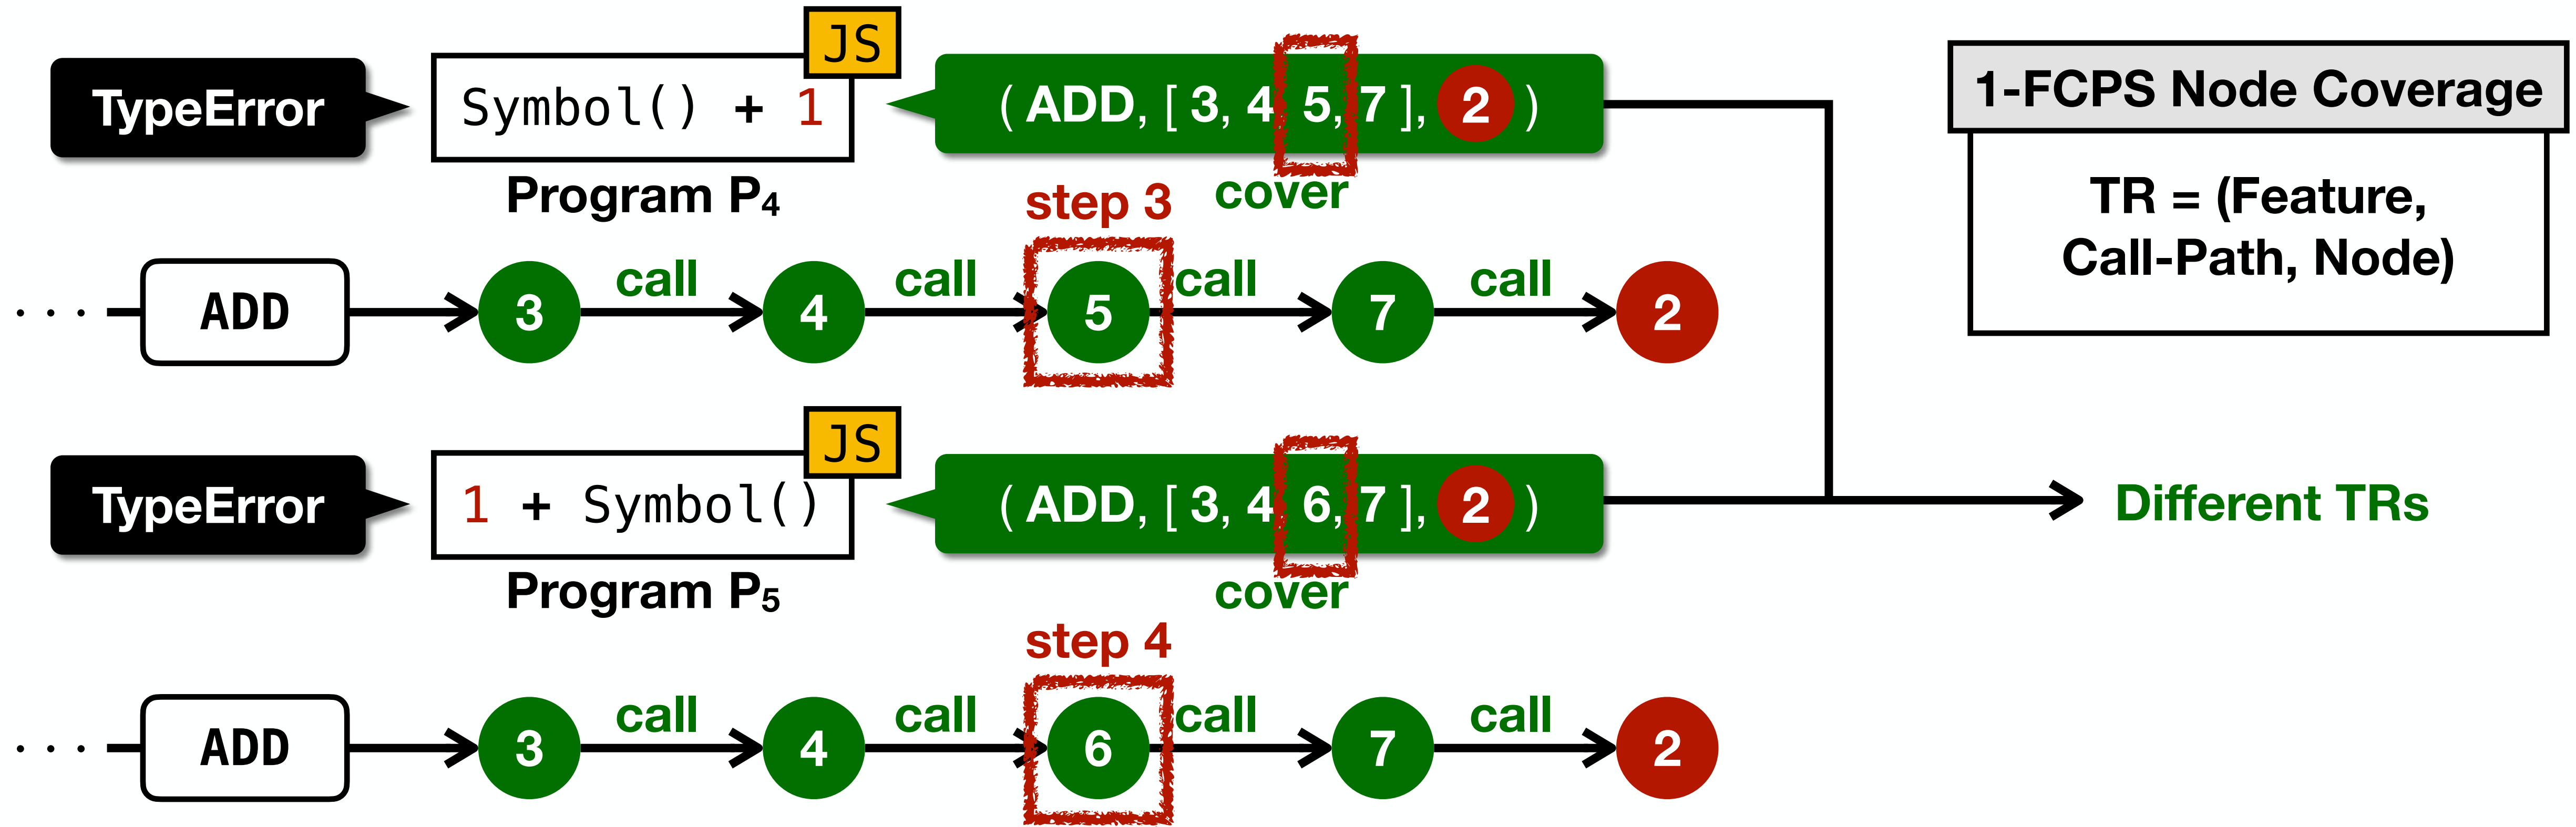 JS
TypeError
Symbol() + 1
( ADD, [ 3, 4 5, 7 ], 2 )
1-FCPS Node Coverage
Program P₄
cover
TR = (Feature,
Call-Path, Node)
step 3
··· ADD 3 call 4 call 5 call 7 call 2
JS
TypeError
1 + Symbol()
( ADD, [ 3, 4 6, 7 ], 2 )
Different TRs
Program P₅
cover
step 4
··· ADD 3 call 4 call 6 call 7 call 2